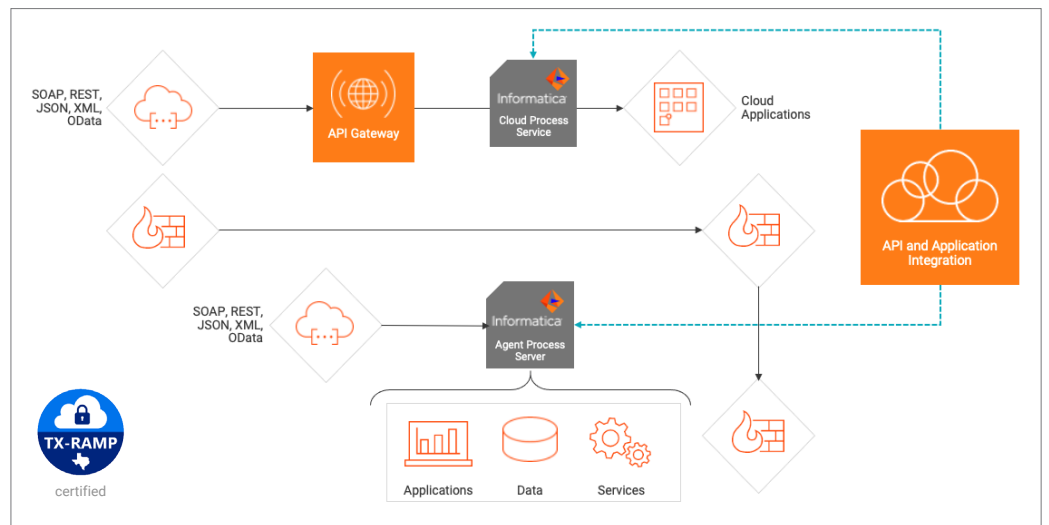 SOAP, REST,
JSON, XML,
OData
API Gateway
Informatica
Cloud Process
Service
Cloud
Applications
API and Application
Integration
SOAP, REST,
JSON, XML,
OData
Informatica
Agent Process
Server
Applications
Data
Services
TX-RAMP
certified